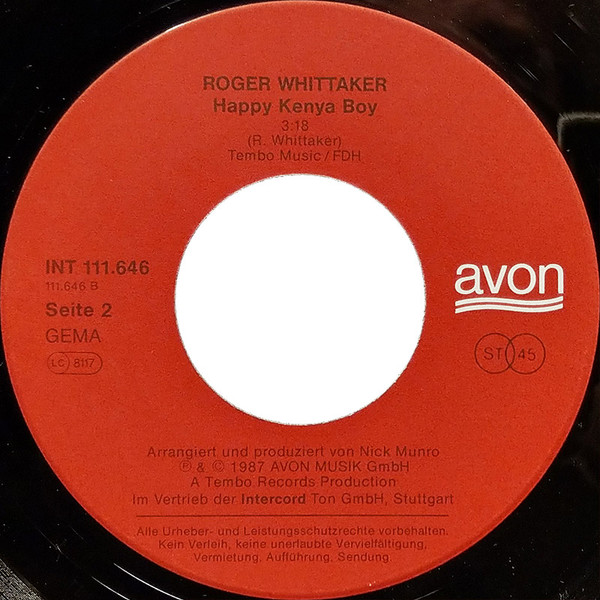 ROGER WHITTAKER
Happy Kenya Boy
3:18
(R. Whittaker)
Tembo Music/FDH
INT 111.646
111.646 B
Seite 2
GEMA
LC 8117
avon
ST 45
Arrangiert und produziert von Nick Munro
℗ & © 1987 AVON MUSIK GmbH
A Tembo Records Production
Im Vertrieb der Intercord Ton GmbH, Stuttgart
Alle Urheber- und Leistungsschutzrechte vorbehalten.
Kein Verleih, keine unerlaubte Vervielfältigung,
Vermietung, Aufführung, Sendung.